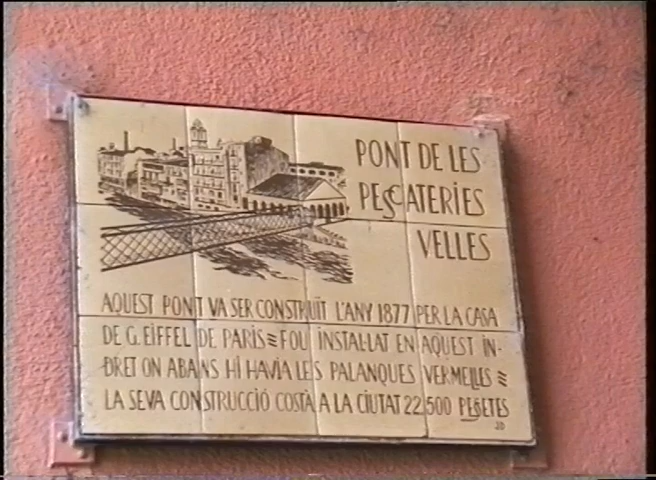 PONT DE LES
PESCATERIES
VELLES
AQUEST PONT VA SER CONSTRUÏT L'ANY 1877 PER LA CASA
DE G. EIFFEL DE PARIS≈FOU INSTAL·LAT EN AQUEST IN-
DRET ON ABANS HI HAVIA LES PALANQUES VERMELLES≈
LA SEVA CONSTRUCCIÓ COSTÀ A LA CIUTAT 22.500 PESSETES
JD